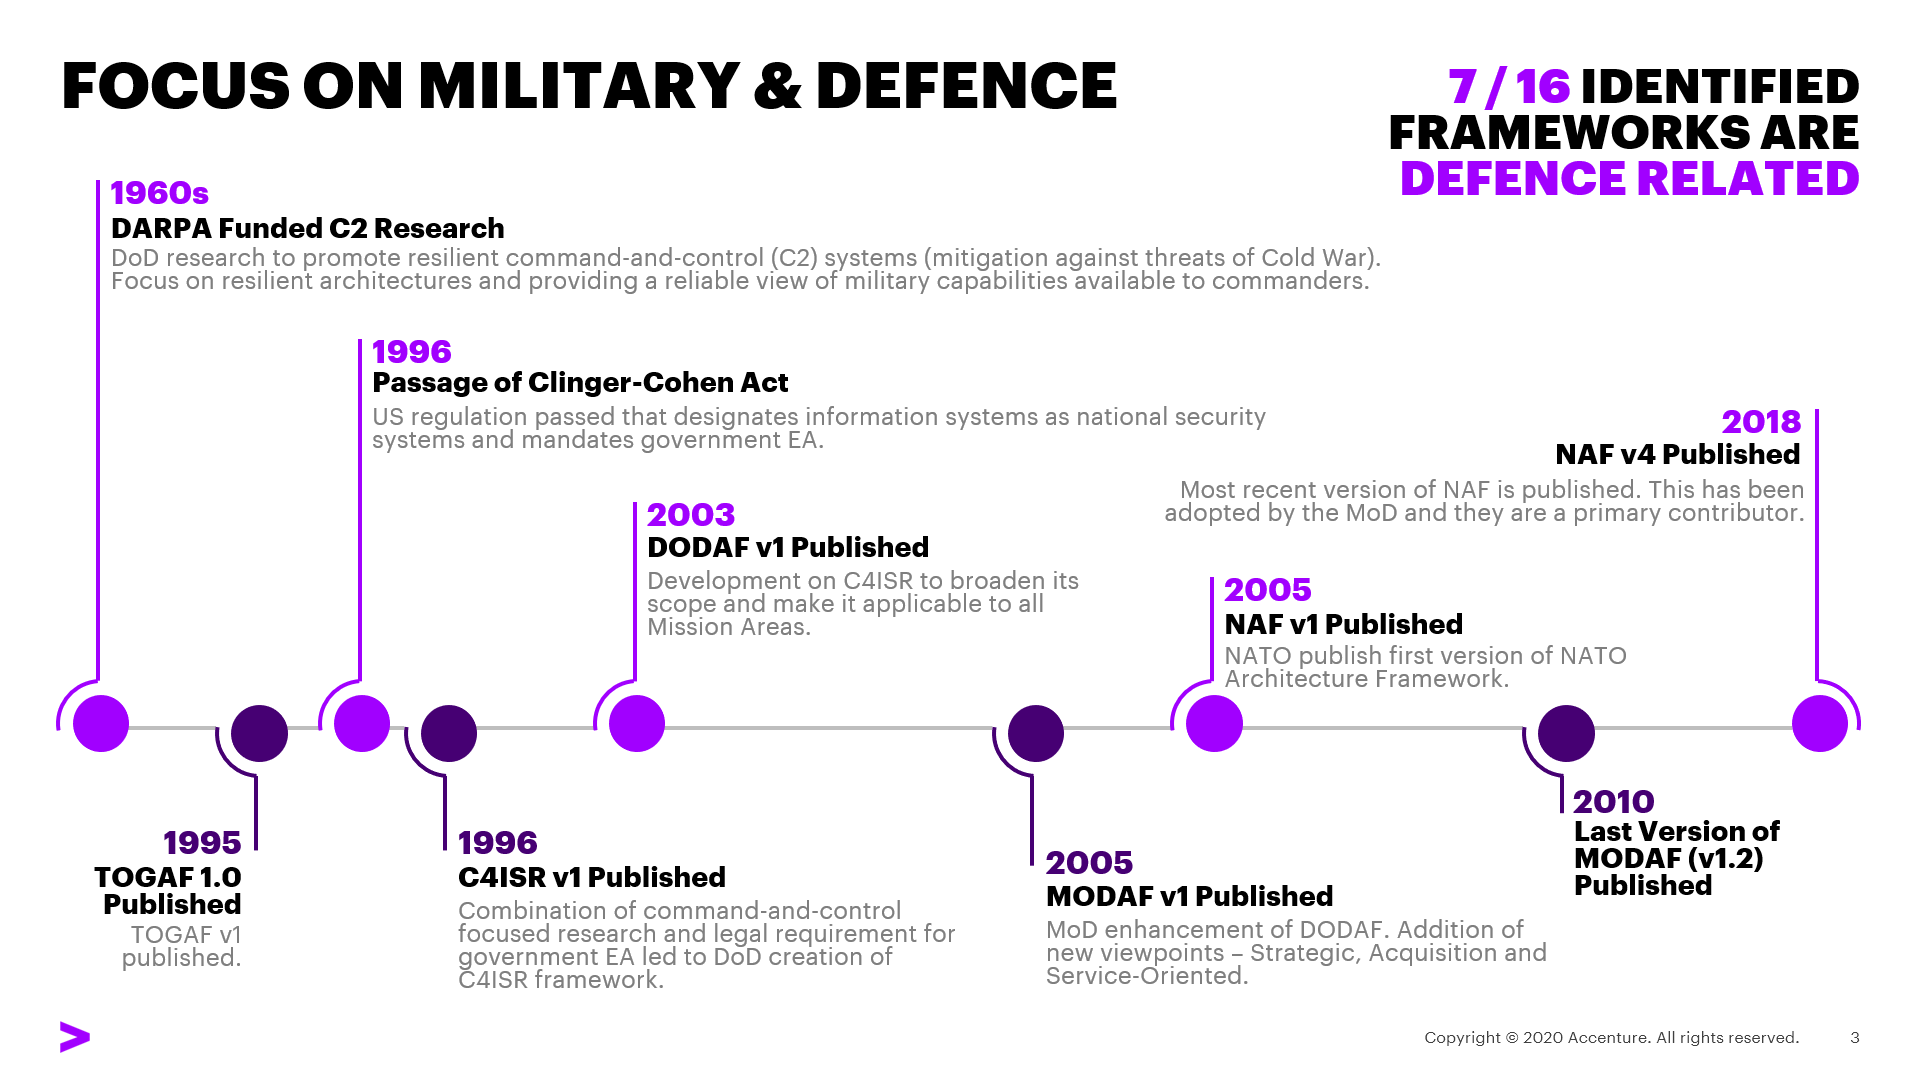 FOCUS ON MILITARY & DEFENCE
7 / 16 IDENTIFIED
FRAMEWORKS ARE
DEFENCE RELATED
1960s
DARPA Funded C2 Research
DoD research to promote resilient command-and-control (C2) systems (mitigation against threats of Cold War).
Focus on resilient architectures and providing a reliable view of military capabilities available to commanders.
1996
Passage of Clinger-Cohen Act
US regulation passed that designates information systems as national security
systems and mandates government EA.
2018
NAF v4 Published
Most recent version of NAF is published. This has been
adopted by the MoD and they are a primary contributor.
2003
DODAF v1 Published
Development on C4ISR to broaden its
scope and make it applicable to all
Mission Areas.
2005
NAF v1 Published
NATO publish first version of NATO
Architecture Framework.
1995
TOGAF 1.0
Published
TOGAF v1
published.
1996
C4ISR v1 Published
Combination of command-and-control
focused research and legal requirement for
government EA led to DoD creation of
C4ISR framework.
2005
MODAF v1 Published
MoD enhancement of DODAF. Addition of
new viewpoints – Strategic, Acquisition and
Service-Oriented.
2010
Last Version of
MODAF (v1.2)
Published
Copyright © 2020 Accenture. All rights reserved.
3